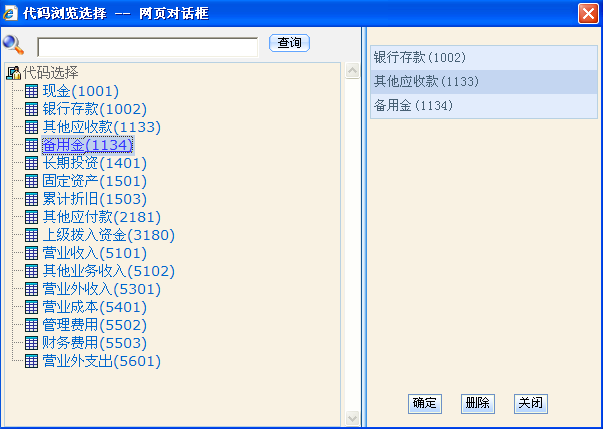 代码浏览选择 -- 网页对话框
查询
代码选择
现金(1001)
银行存款(1002)
其他应收款(1133)
备用金(1134)
长期投资(1401)
固定资产(1501)
累计折旧(1503)
其他应付款(2181)
上级拨入资金(3180)
营业收入(5101)
其他业务收入(5102)
营业外收入(5301)
营业成本(5401)
管理费用(5502)
财务费用(5503)
营业外支出(5601)
银行存款(1002)
其他应收款(1133)
备用金(1134)
确定 删除 关闭